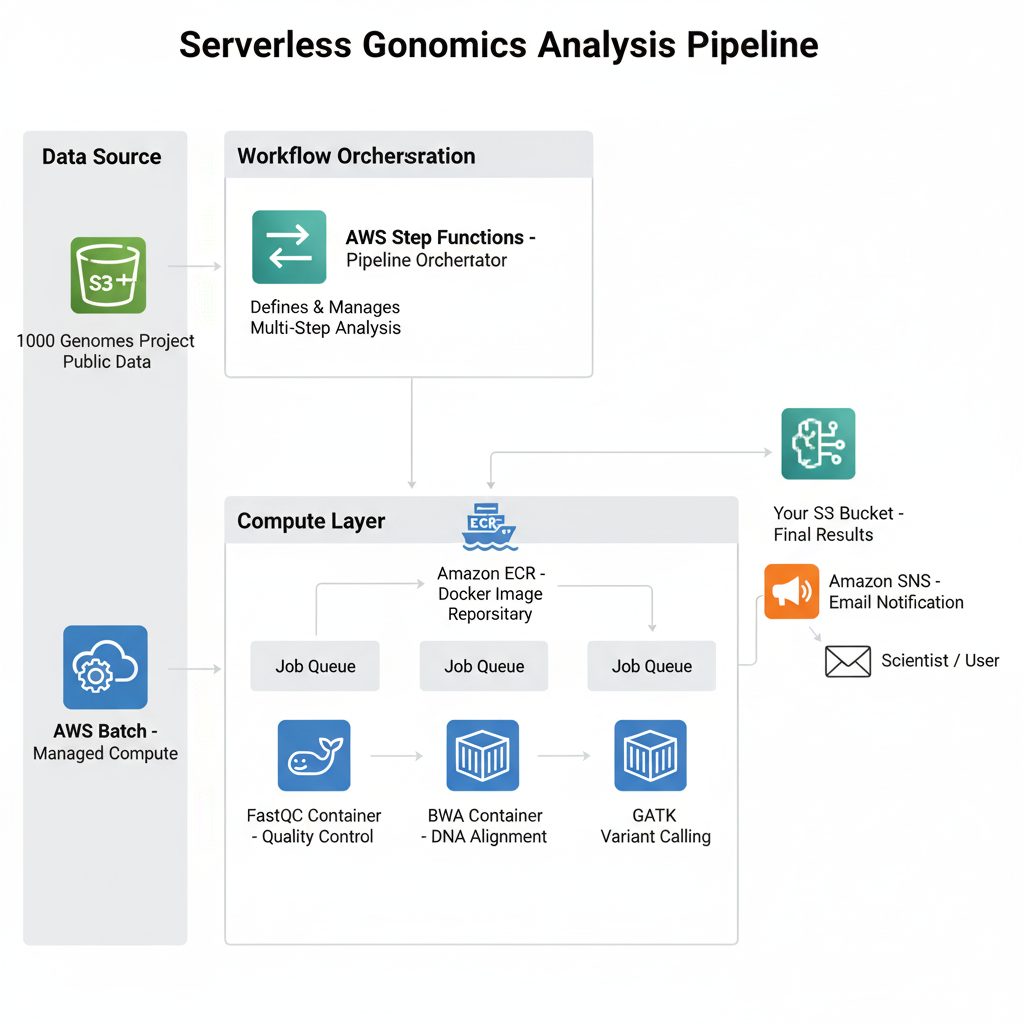 Serverless Gonomics Analysis Pipeline
Data Source
S3+
1000 Genomes Project
Public Data
AWS Batch -
Managed Compute
Workflow Orchersration
AWS Step Functions -
Pipeline Orchertator
Defines & Manages
Multi-Step Analysis
Compute Layer
ECR
Amazon ECR -
Docker Image
Reporsitary
Job Queue
Job Queue
Job Queue
FastQC Container
- Quality Control
BWA Container
- DNA Alignment
GATK
Variant Calling
Your S3 Bucket -
Final Results
Amazon SNS -
Email Notification
Scientist / User